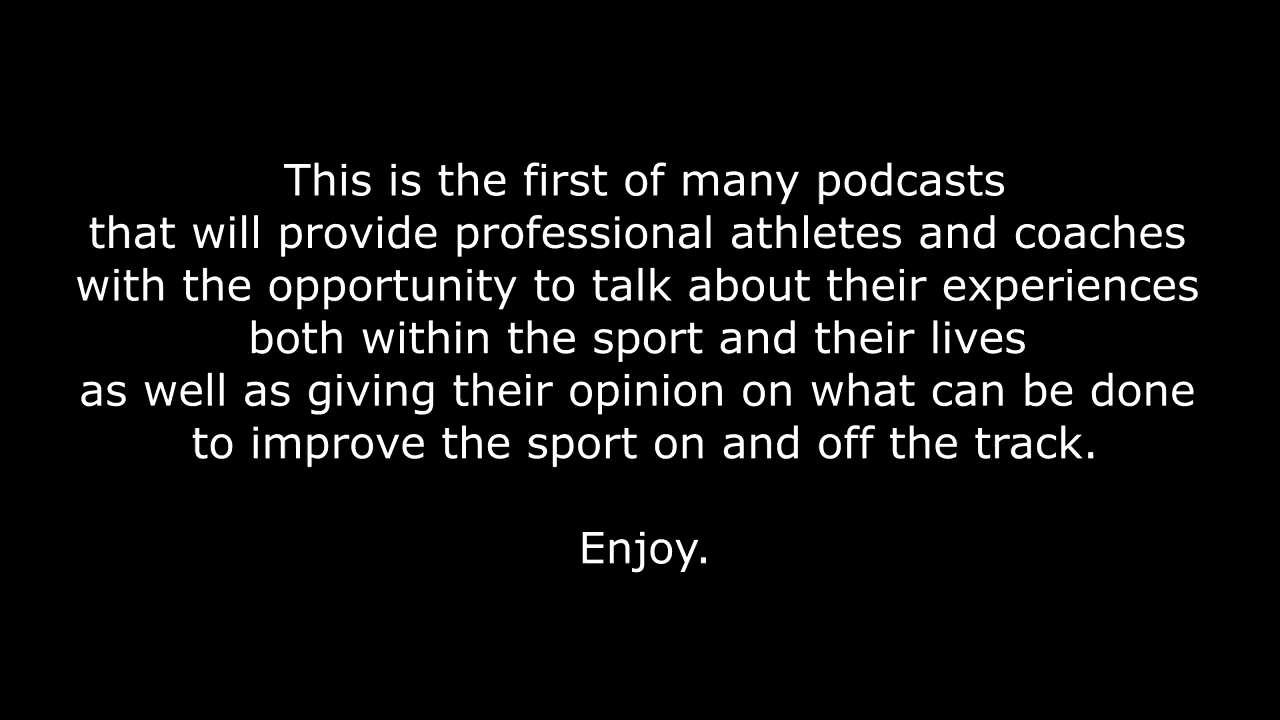 This is the first of many podcasts
that will provide professional athletes and coaches
with the opportunity to talk about their experiences
both within the sport and their lives
as well as giving their opinion on what can be done
to improve the sport on and off the track.
Enjoy.